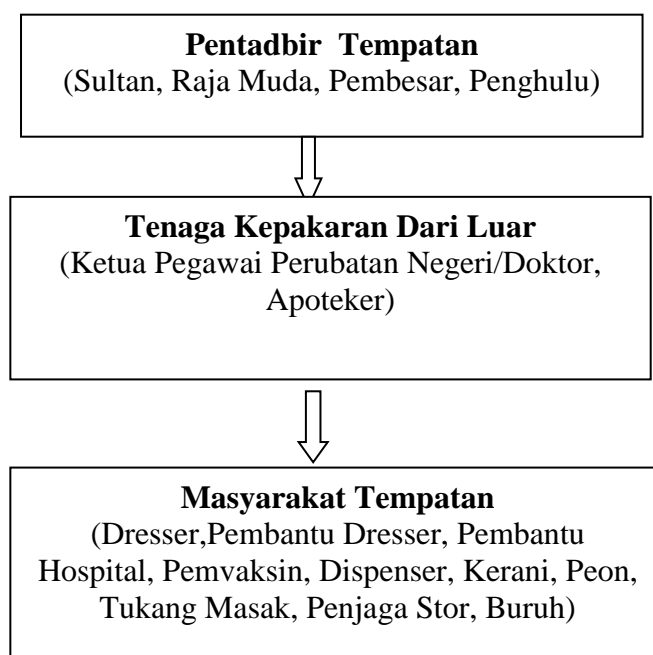 Pentadbir Tempatan
(Sultan, Raja Muda, Pembesar, Penghulu)
Tenaga Kepakaran Dari Luar
(Ketua Pegawai Perubatan Negeri/Doktor,
Apoteker)
Masyarakat Tempatan
(Dresser,Pembantu Dresser, Pembantu
Hospital, Pemvaksin, Dispenser, Kerani, Peon,
Tukang Masak, Penjaga Stor, Buruh)